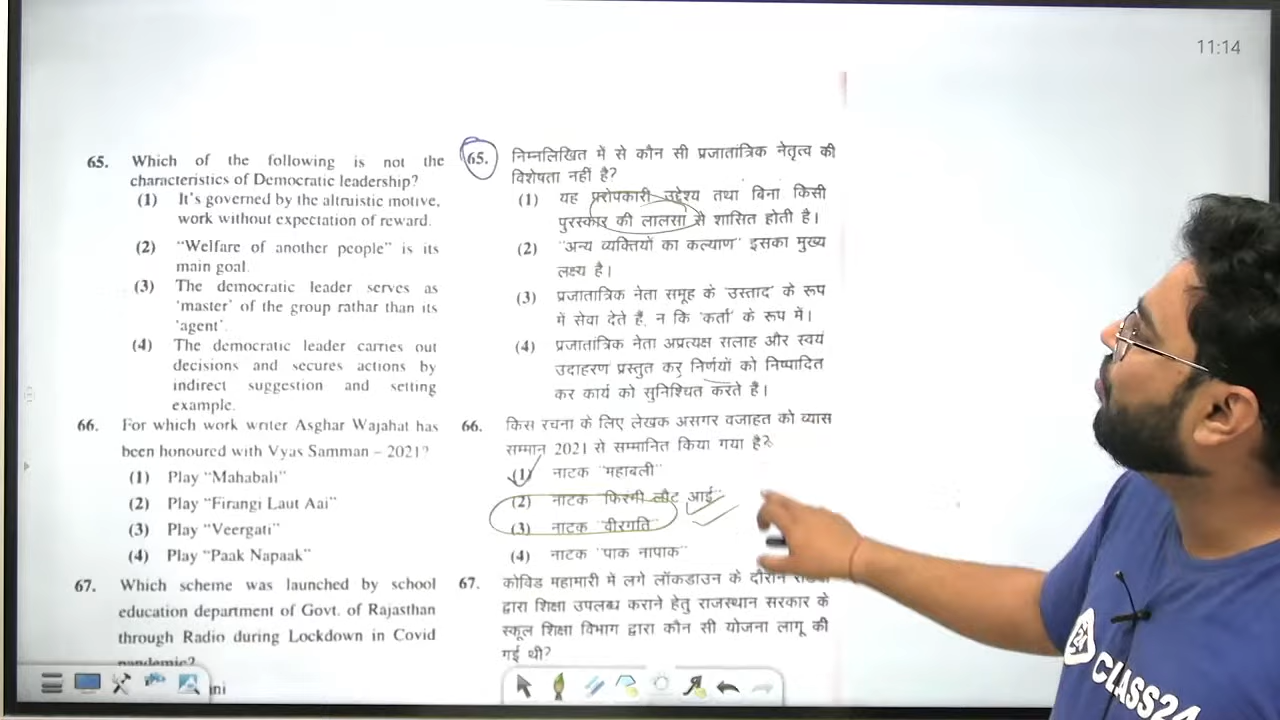 11:14
65. Which of the following is not the
characteristics of Democratic leadership?
(1) It's governed by the altruistic motive,
work without expectation of reward.
(2) “Welfare of another people” is its
main goal.
(3) The democratic leader serves as
'master' of the group rathar than its
'agent'.
(4) The democratic leader carries out
decisions and secures actions by
indirect suggestion and setting
example.
66. For which work writer Asghar Wajahat has
been honoured with Vyas Samman – 2021?
(1) Play “Mahabali”
(2) Play “Firangi Laut Aai”
(3) Play “Veergati”
(4) Play “Paak Napaak”
67. Which scheme was launched by school
education department of Govt. of Rajasthan
through Radio during Lockdown in Covid
pandemic?
65. निम्नलिखित में से कौन सी प्रजातांत्रिक नेतृत्व की
विशेषता नहीं है?
(1) यह परोपकारी उद्देश्य तथा बिना किसी
पुरस्कार की लालसा से शासित होती है।
(2) “अन्य व्यक्तियों का कल्याण” इसका मुख्य
लक्ष्य है।
(3) प्रजातांत्रिक नेता समूह के 'उस्ताद' के रूप
में सेवा देते हैं, न कि 'कर्ता' के रूप में।
(4) प्रजातांत्रिक नेता अप्रत्यक्ष सलाह और स्वयं
उदाहरण प्रस्तुत कर निर्णयों को निष्पादित
कर कार्य को सुनिश्चित करते है।
66. किस रचना के लिए लेखक असगर वजाहत को व्यास
सम्मान 2021 से सम्मानित किया गया है?
(1) नाटक “महाबली”
(2) नाटक फिरंगी लौट आई”
(3) नाटक “वीरगति”
(4) नाटक “पाक नापाक”
67. कोविड महामारी में लगे लॉकडाउन के दौरान
द्वारा शिक्षा उपलब्ध कराने हेतु राजस्थान सरकार के
स्कूल शिक्षा विभाग द्वारा कौन सी योजना लागू की
गई थी?
CLASS24